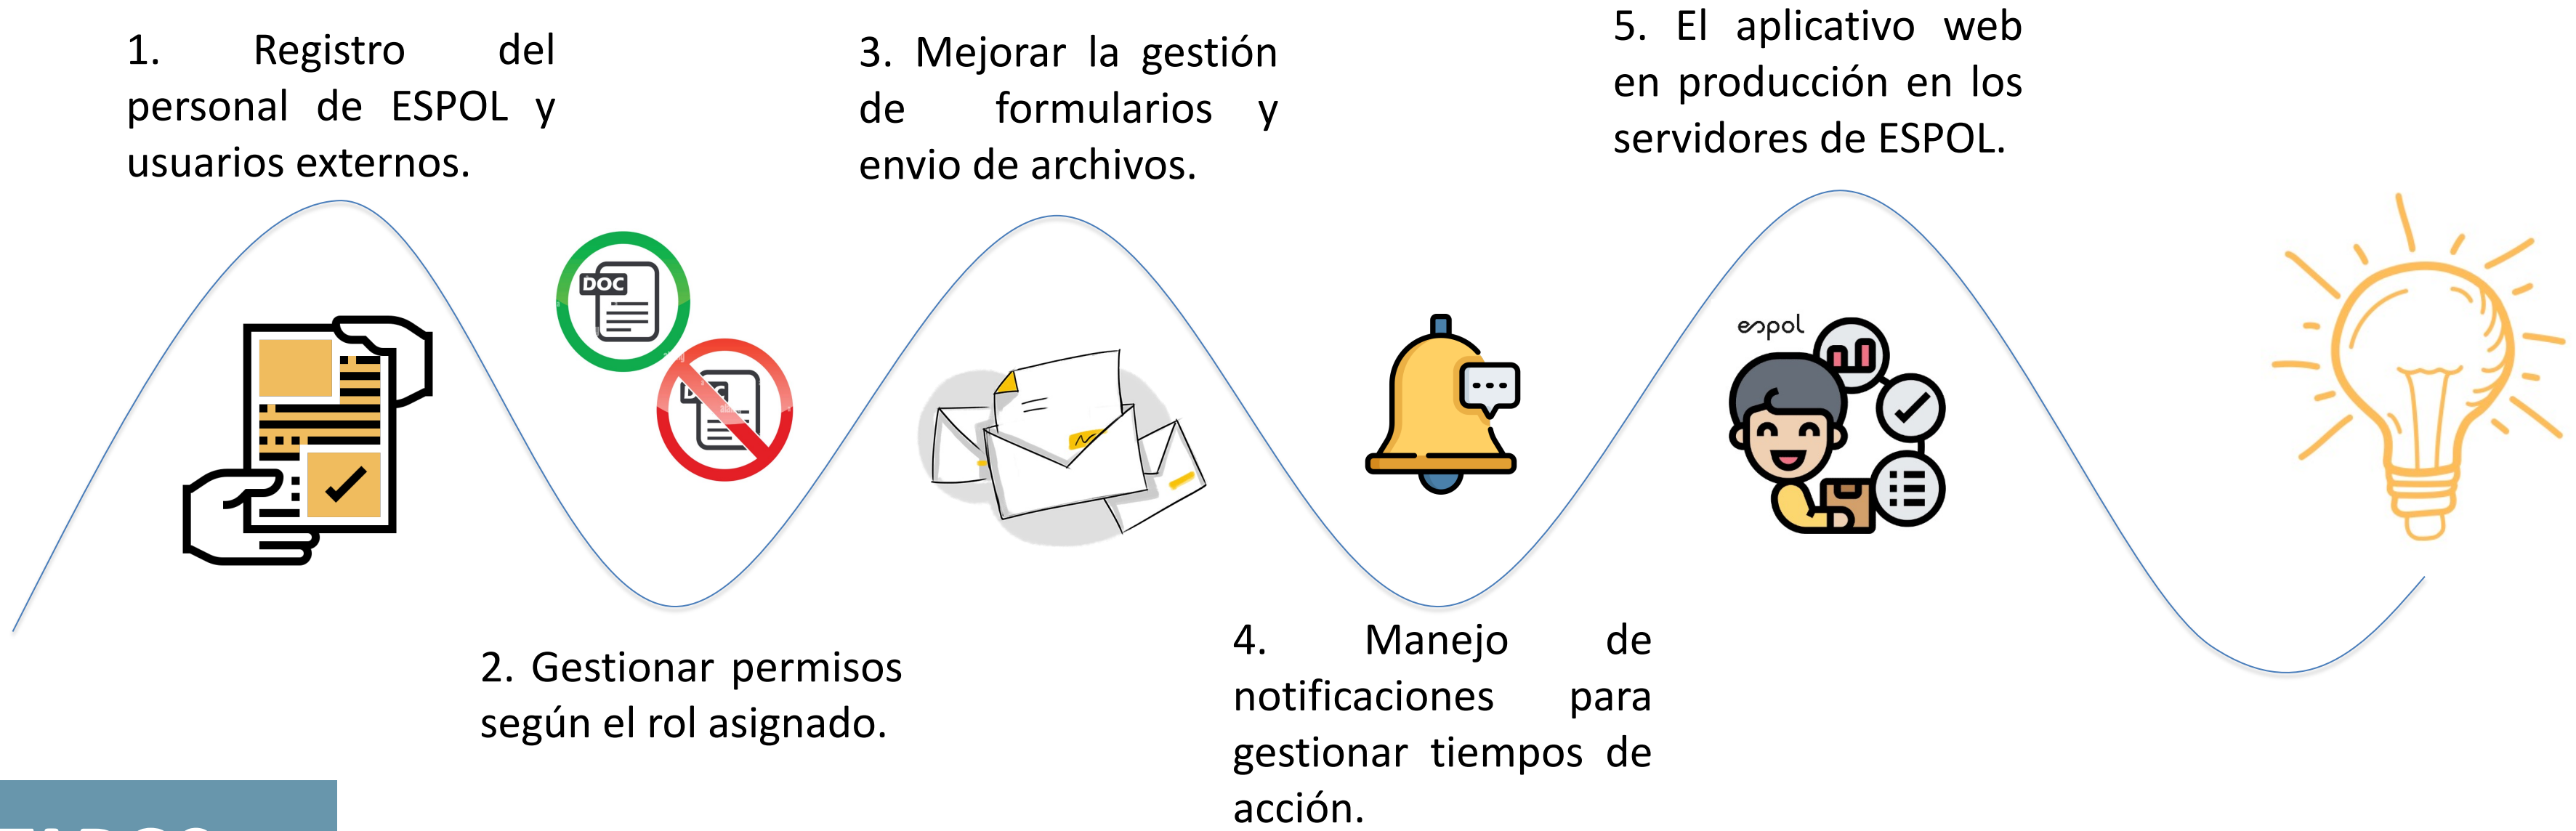 1. Registro del
personal de ESPOL y
usuarios externos.
DOC
2. Gestionar permisos
según el rol asignado.
3. Mejorar la gestión
de formularios y
envio de archivos.
4. Manejo de
notificaciones para
gestionar tiempos de
acción.
5. El aplicativo web
en producción en los
servidores de ESPOL.
espol